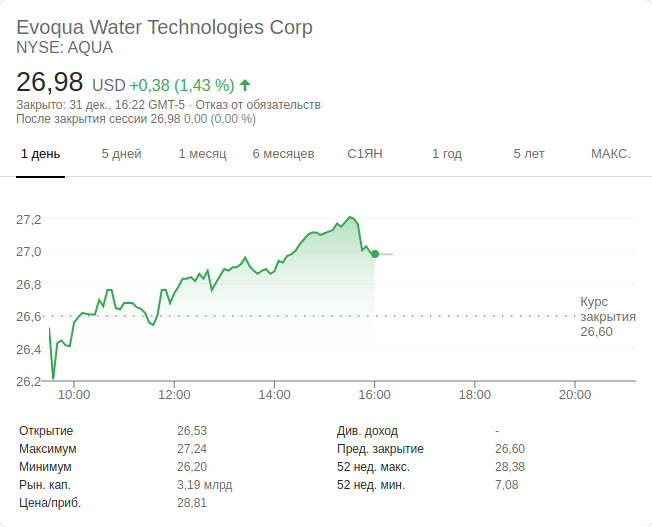 Evoqua Water Technologies Corp
NYSE: AQUA
26,98 USD +0,38 (1,43 %)
Закрыто: 31 дек., 16:22 GMT-5 · Отказ от обязательств
После закрытия сессии 26,98 0,00 (0,00 %)
1 день 5 дней 1 месяц 6 месяцев С1ЯН 1 год 5 лет МАКС.
27,2
27,0
26,8
Курс
26,6 закрытия
26,60
26,4
26,2
10:00 12:00 14:00 16:00 18:00 20:00
Открытие 26,53 Див. доход -
Максимум 27,24 Пред. закрытие 26,60
Минимум 26,20 52 нед. макс. 28,38
Рын. кап. 3,19 млрд 52 нед. мин. 7,08
Цена/приб. 28,81